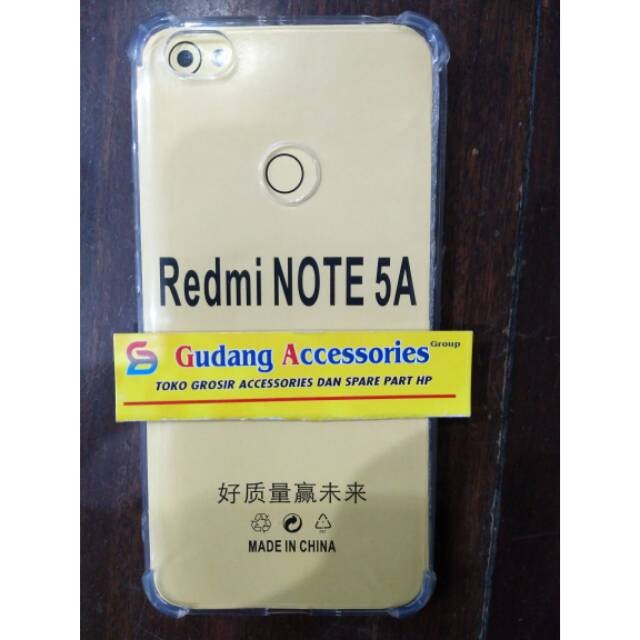 Redmi NOTE 5A
Gudang Accessories Group
TOKO GROSIR ACCESSORIES DAN SPARE PART HP
好质量赢未来
MADE IN CHINA